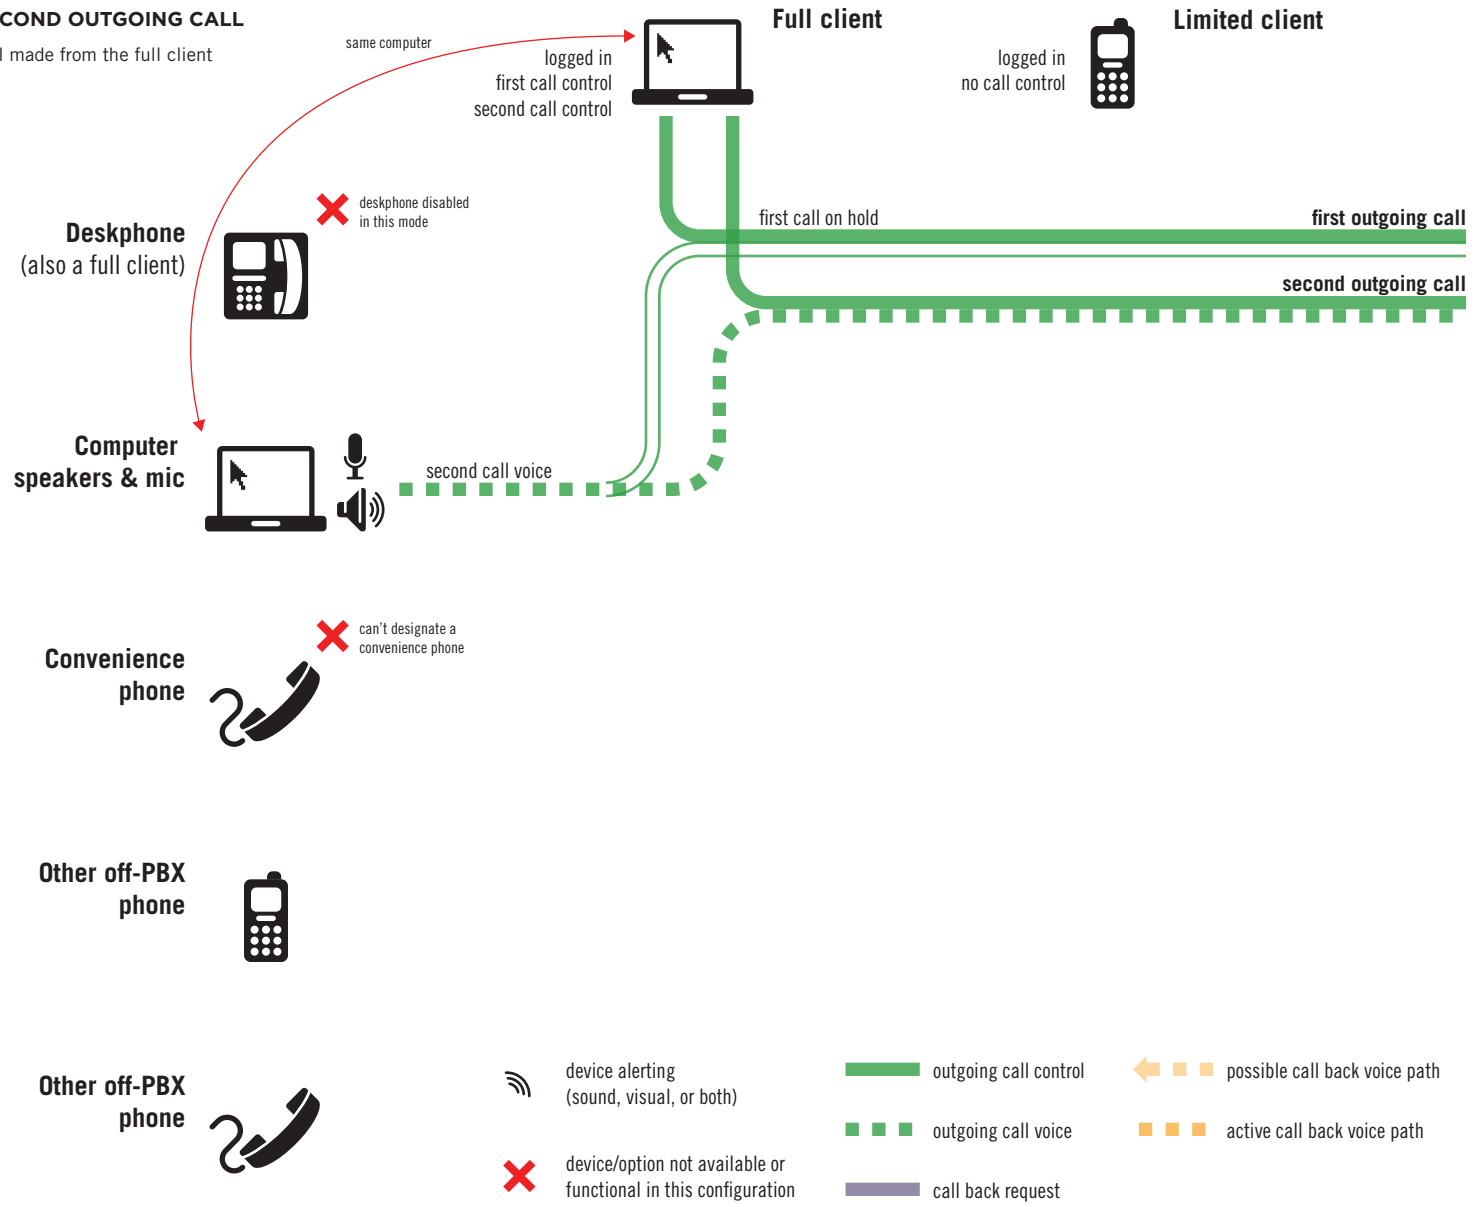 COND OUTGOING CALL
l made from the full client
same computer
logged in
first call control
second call control
Full client
logged in
no call control
Limited client
deskphone disabled
in this mode
Deskphone
(also a full client)
first call on hold
first outgoing call
second outgoing call
Computer
speakers & mic
second call voice
can't designate a
convenience phone
Convenience
phone
Other off-PBX
phone
Other off-PBX
phone
device alerting
(sound, visual, or both)
device/option not available or
functional in this configuration
outgoing call control
outgoing call voice
call back request
possible call back voice path
active call back voice path